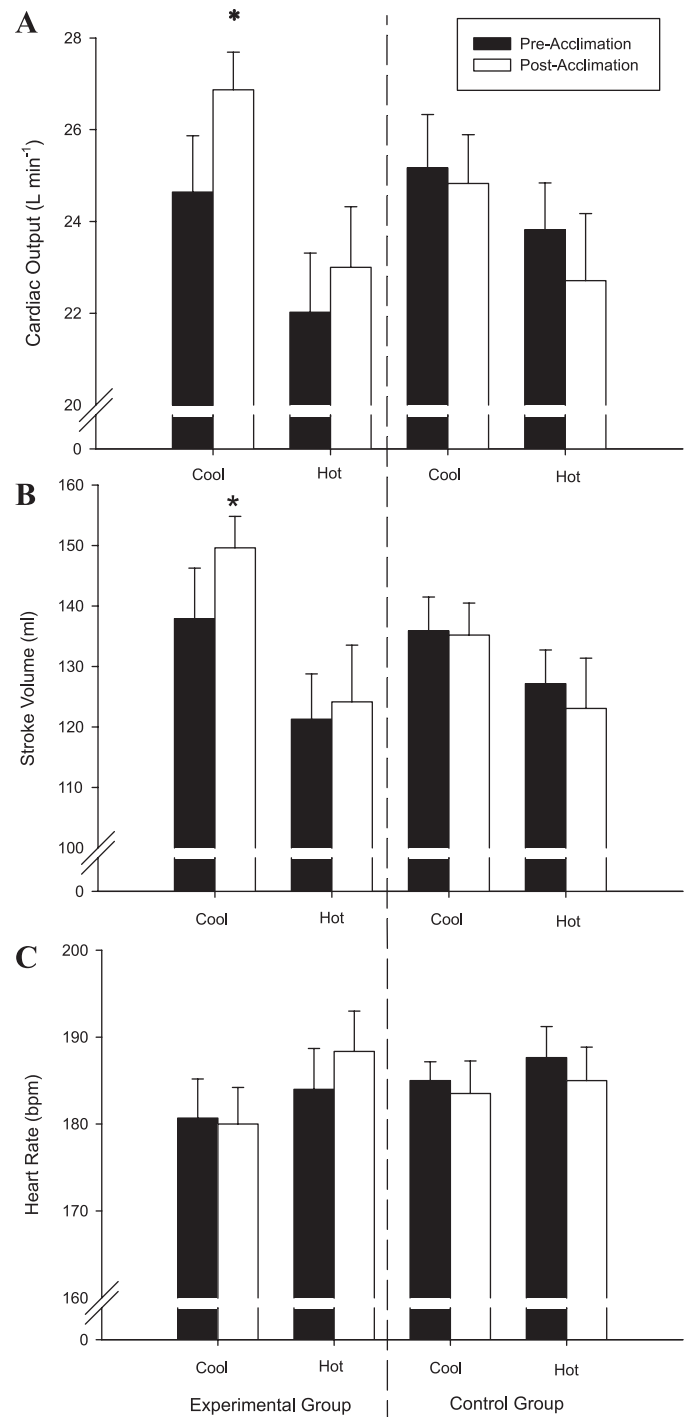 A
*
28
26
24
22
20
0
Cardiac Output (L min⁻¹)
Pre-Acclimation
Post-Acclimation
Cool
Hot
Cool
Hot
B
*
160
150
140
130
120
110
100
0
Stroke Volume (ml)
Cool
Hot
Cool
Hot
C
200
190
180
170
160
0
Heart Rate (bpm)
Cool
Hot
Cool
Hot
Experimental Group
Control Group